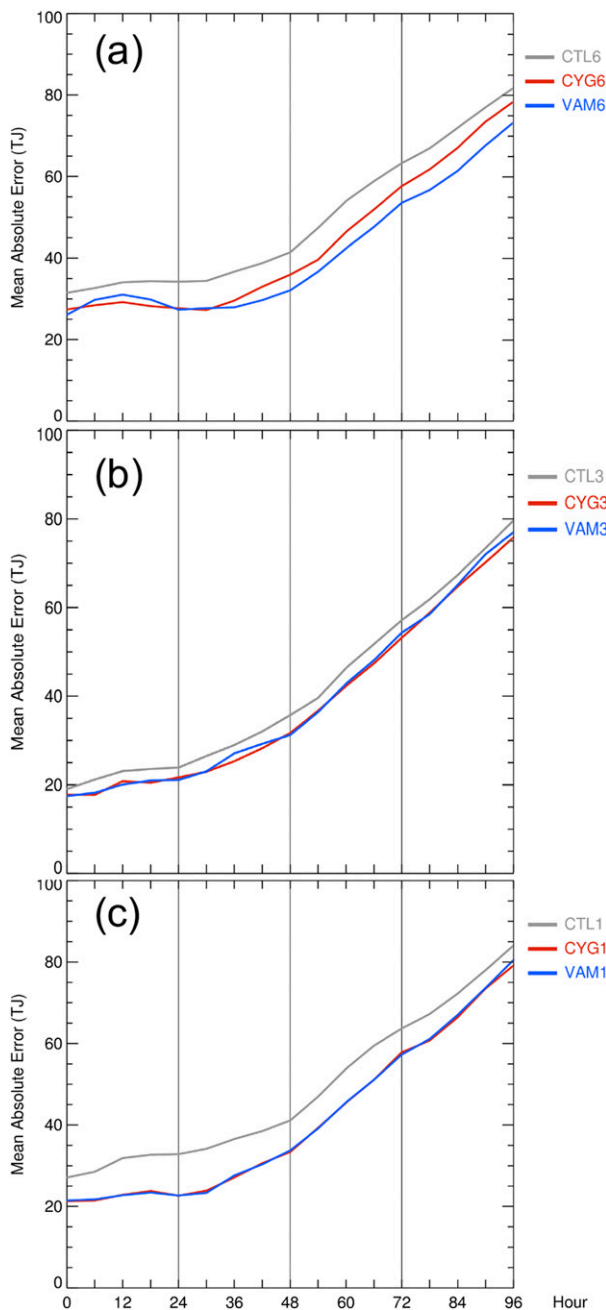 (a)
CTL6
CYG6
VAM6
Mean Absolute Error (TJ)
100
80
60
40
20
0
(b)
CTL3
CYG3
VAM3
Mean Absolute Error (TJ)
100
80
60
40
20
0
(c)
CTL1
CYG1
VAM1
Mean Absolute Error (TJ)
100
80
60
40
20
0
0 12 24 36 48 60 72 84 96 Hour